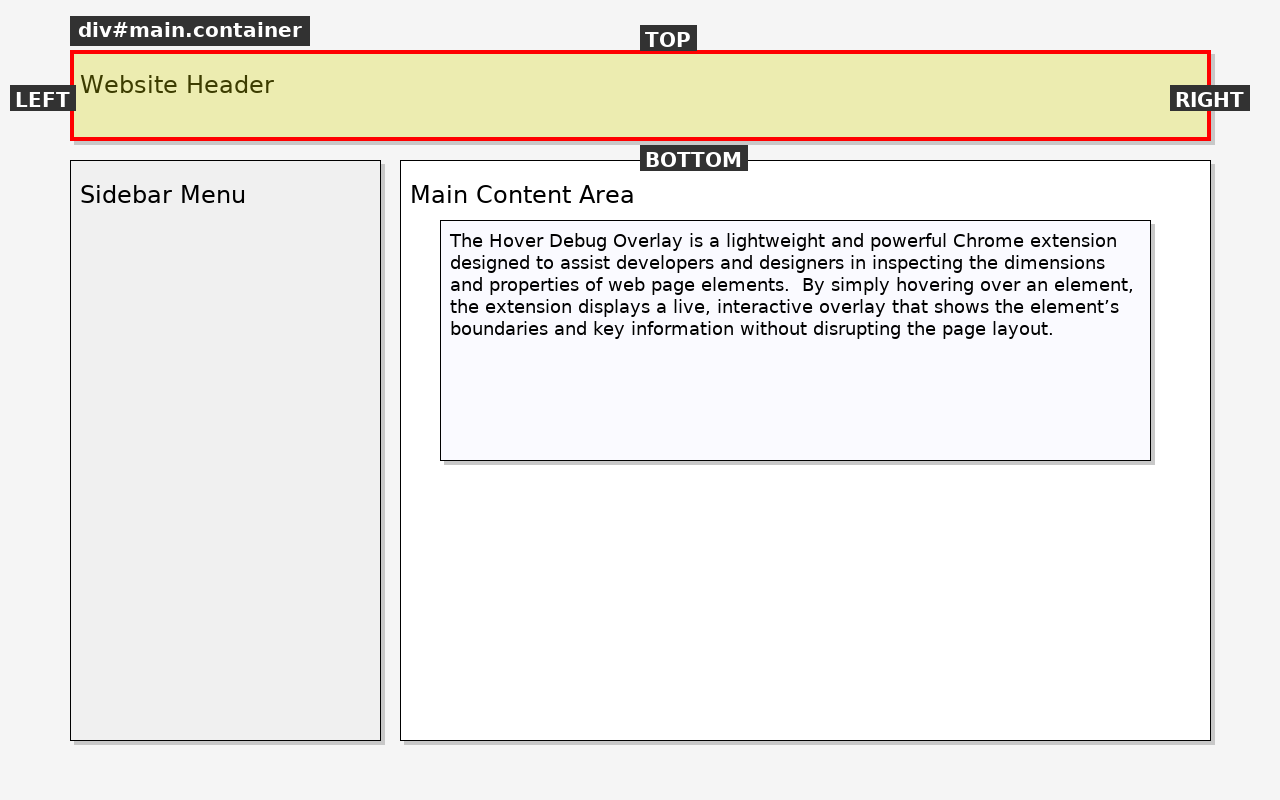 div#main.container
TOP
Website Header
LEFT
RIGHT
BOTTOM
Sidebar Menu
Main Content Area
The Hover Debug Overlay is a lightweight and powerful Chrome extension
designed to assist developers and designers in inspecting the dimensions
and properties of web page elements.  By simply hovering over an element,
the extension displays a live, interactive overlay that shows the element’s
boundaries and key information without disrupting the page layout.